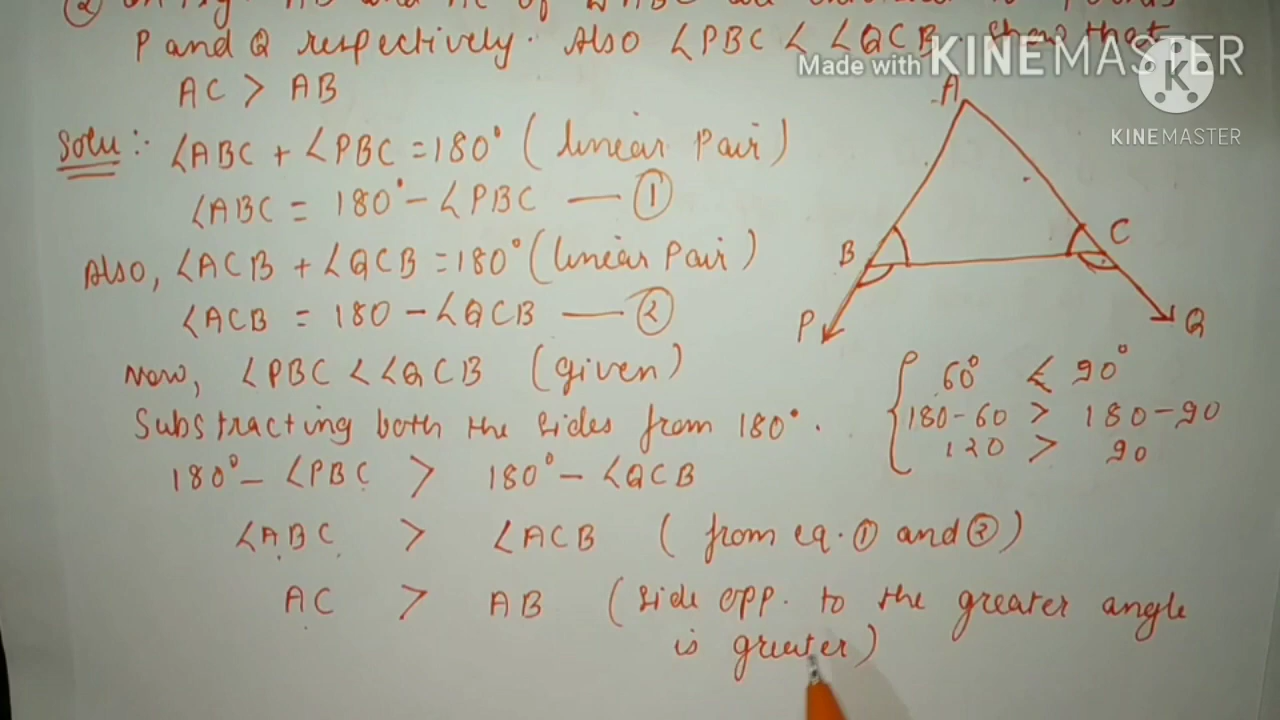 P and Q respectively. Also ∠PBC < ∠QCB. Show that
AC > AB
Solu :- ∠ABC + ∠PBC = 180° (linear Pair)
∠ABC = 180° - ∠PBC — ①
Also, ∠ACB + ∠QCB = 180° (linear Pair)
∠ACB = 180 - ∠QCB — ②
Now, ∠PBC < ∠QCB (given)
Substracting both the sides from 180°.
180° - ∠PBC > 180° - ∠QCB
∠ABC > ∠ACB (from eq. ① and ②)
AC > AB (side opp. to the greater angle
is greater)
A
B
C
P
Q
60° < 90°
180-60 > 180-90
120 > 90
Made with KINEMASTER
K
KINEMASTER